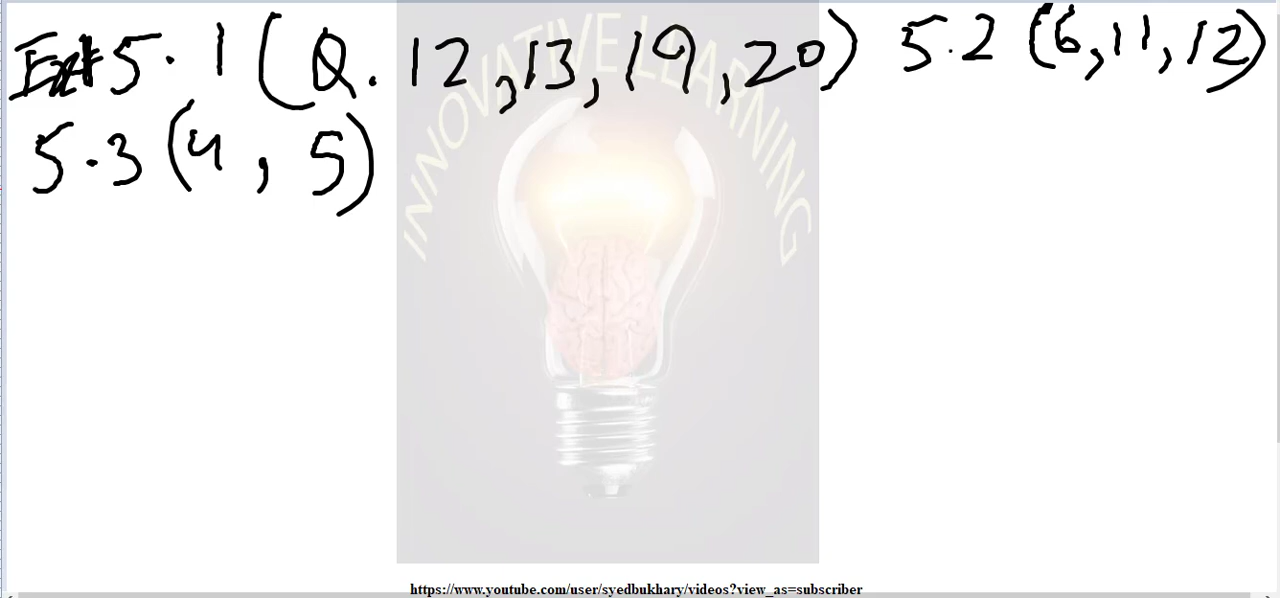 Ex# 5.1 (Q. 12, 13, 19, 20) 5.2 (6, 11, 12)
5.3 (4, 5)
INNOVATIVE LEARNING
https://www.youtube.com/user/syedbukhary/videos?view_as=subscriber